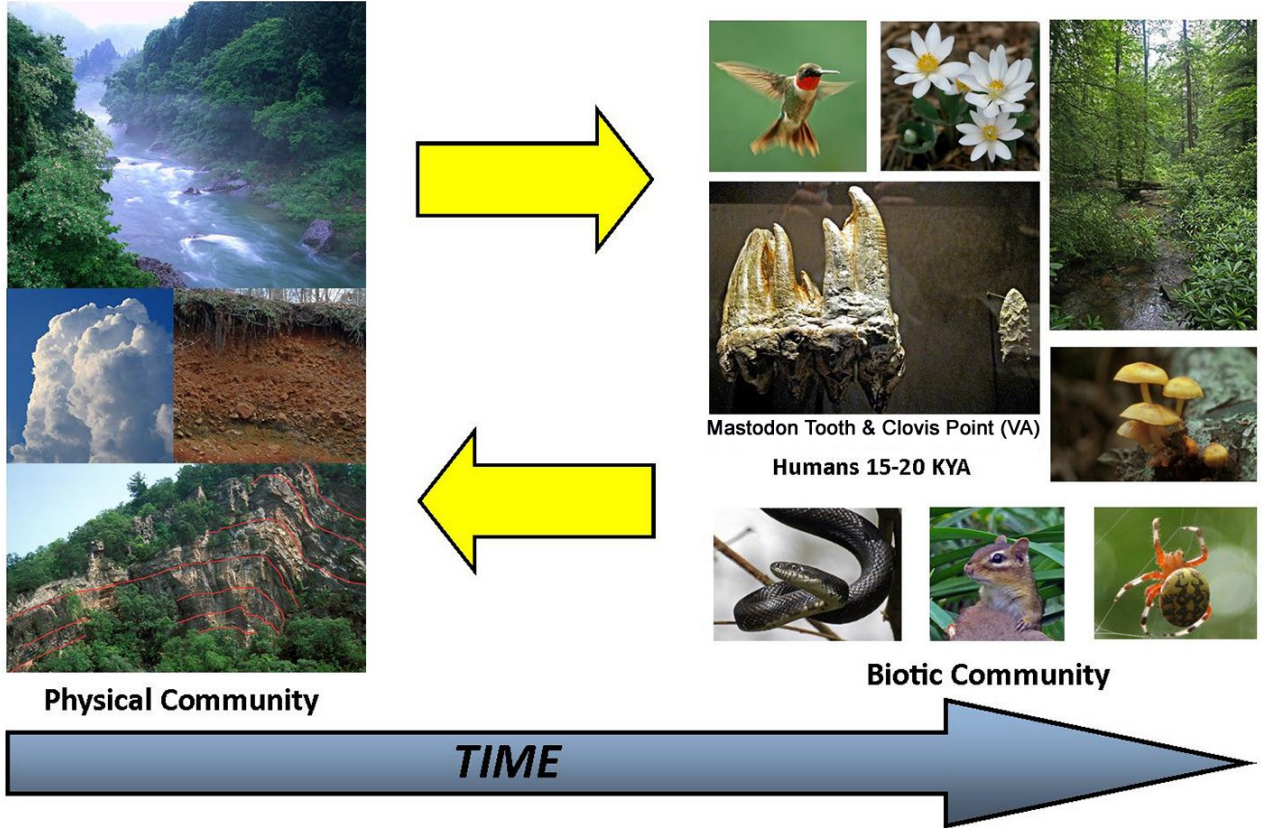 Mastodon Tooth & Clovis Point (VA)
Humans 15-20 KYA
Physical Community
Biotic Community
TIME